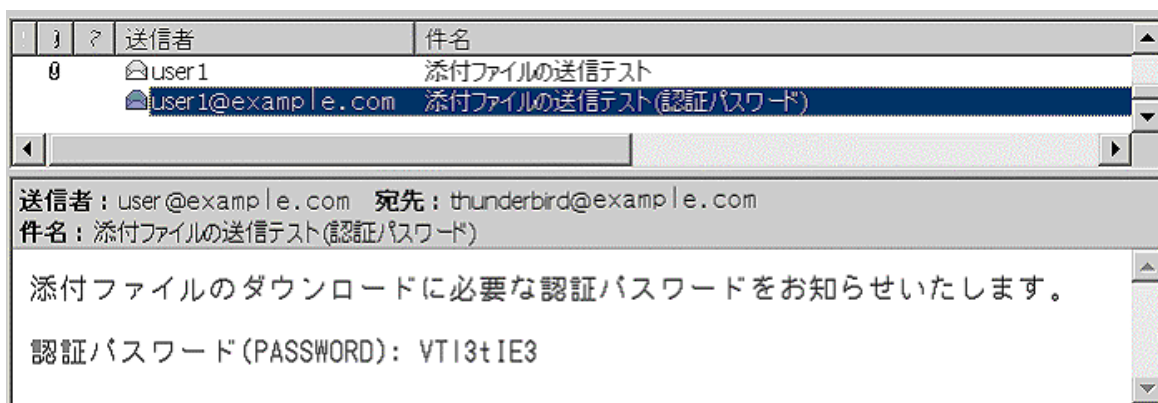 送信者 件名
user1 添付ファイルの送信テスト
user1@example.com 添付ファイルの送信テスト(認証パスワード)
送信者：user@example.com 宛先：thunderbird@example.com
件名：添付ファイルの送信テスト(認証パスワード)
添付ファイルのダウンロードに必要な認証パスワードをお知らせいたします。
認証パスワード(PASSWORD): VTI3tIE3